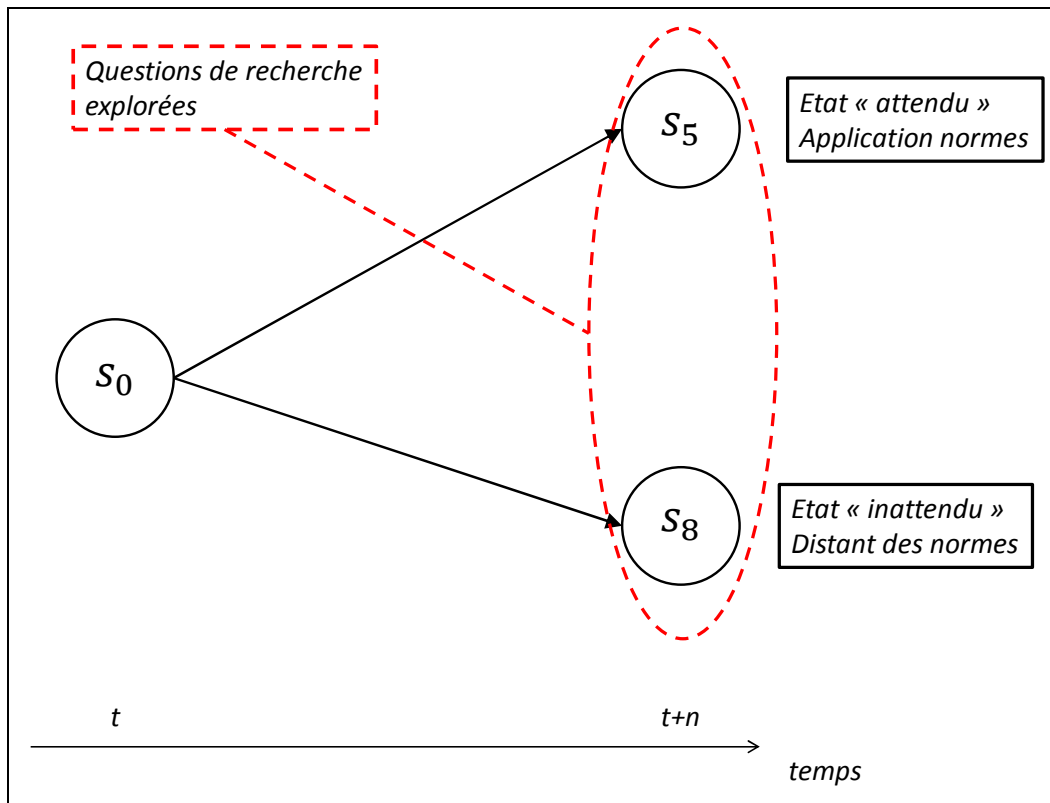 Questions de recherche
explorées
s₅
Etat « attendu »
Application normes
s₀
s₈
Etat « inattendu »
Distant des normes
t
t+n
temps